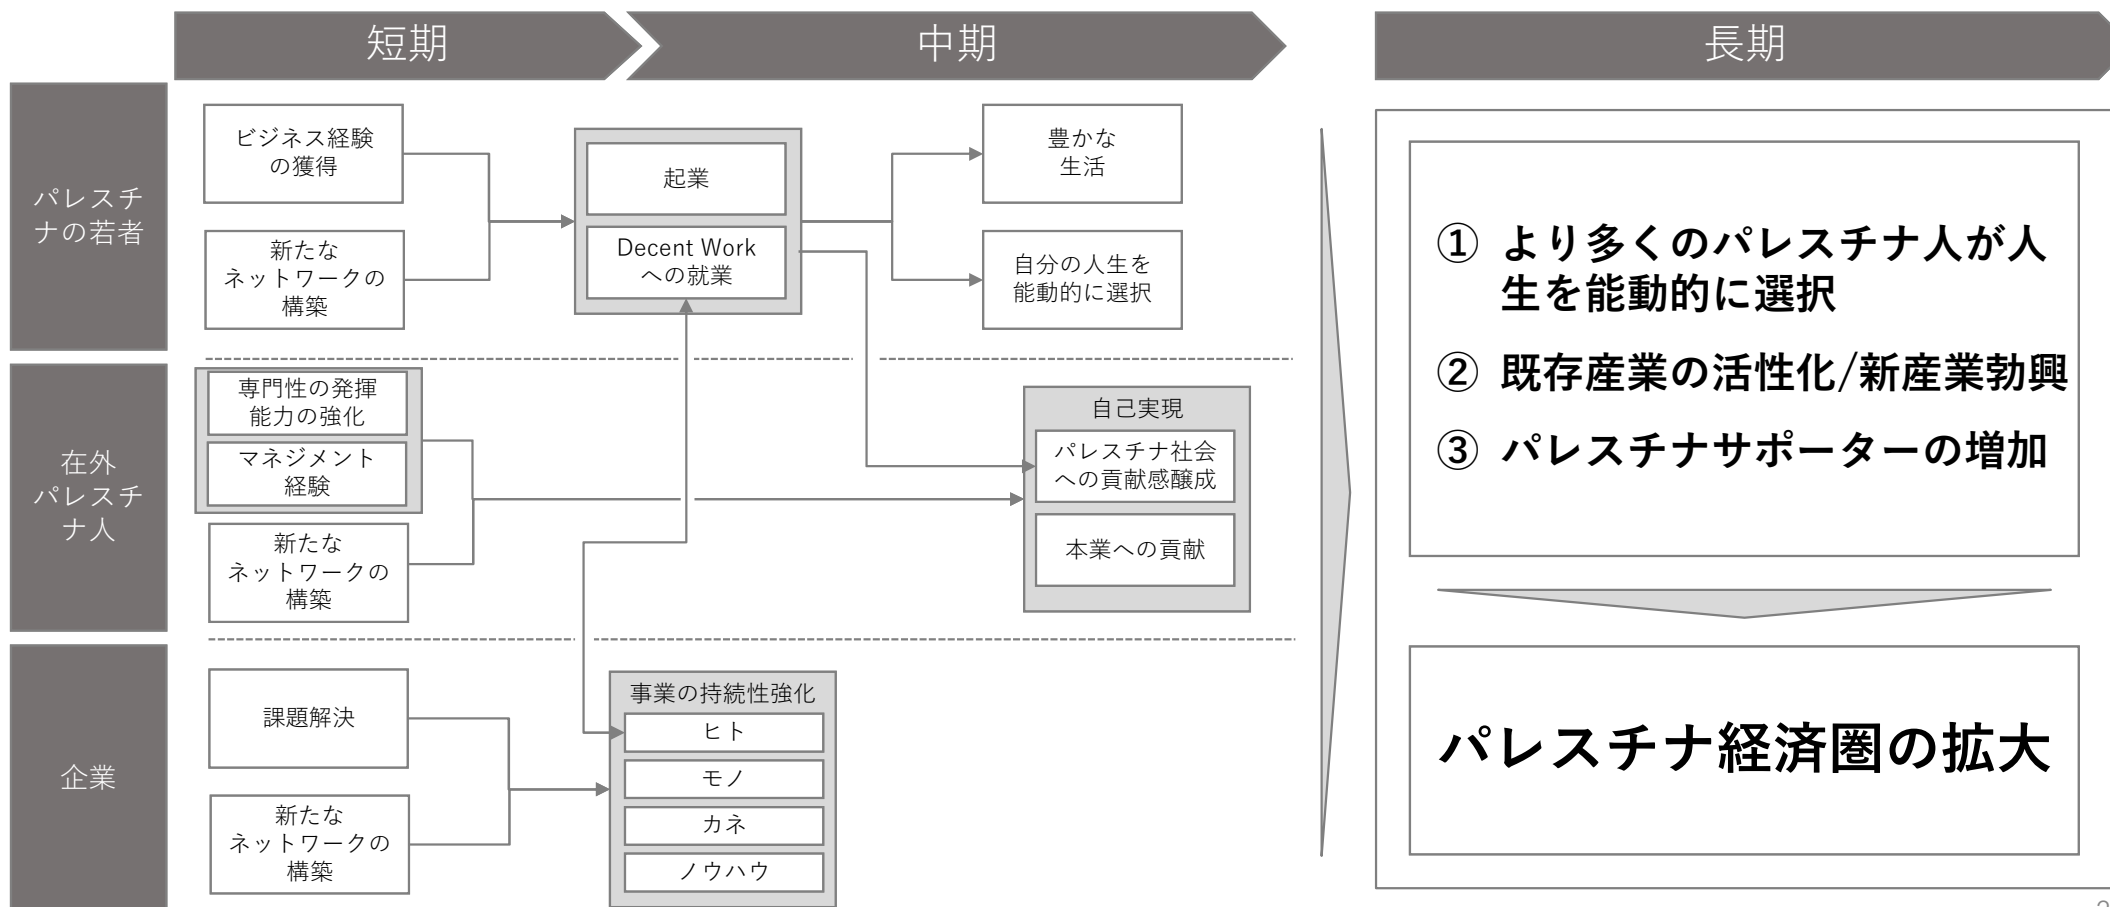 短期
中期
長期
パレスチ
ナの若者
ビジネス経験
の獲得
新たな
ネットワークの
構築
起業
Decent Work
への就業
豊かな
生活
自分の人生を
能動的に選択
在外
パレスチ
ナ人
専門性の発揮
能力の強化
マネジメント
経験
新たな
ネットワークの
構築
自己実現
パレスチナ社会
への貢献感醸成
本業への貢献
企業
課題解決
新たな
ネットワークの
構築
事業の持続性強化
ヒト
モノ
カネ
ノウハウ
① より多くのパレスチナ人が人
生を能動的に選択
② 既存産業の活性化/新産業勃興
③ パレスチナサポーターの増加
パレスチナ経済圏の拡大